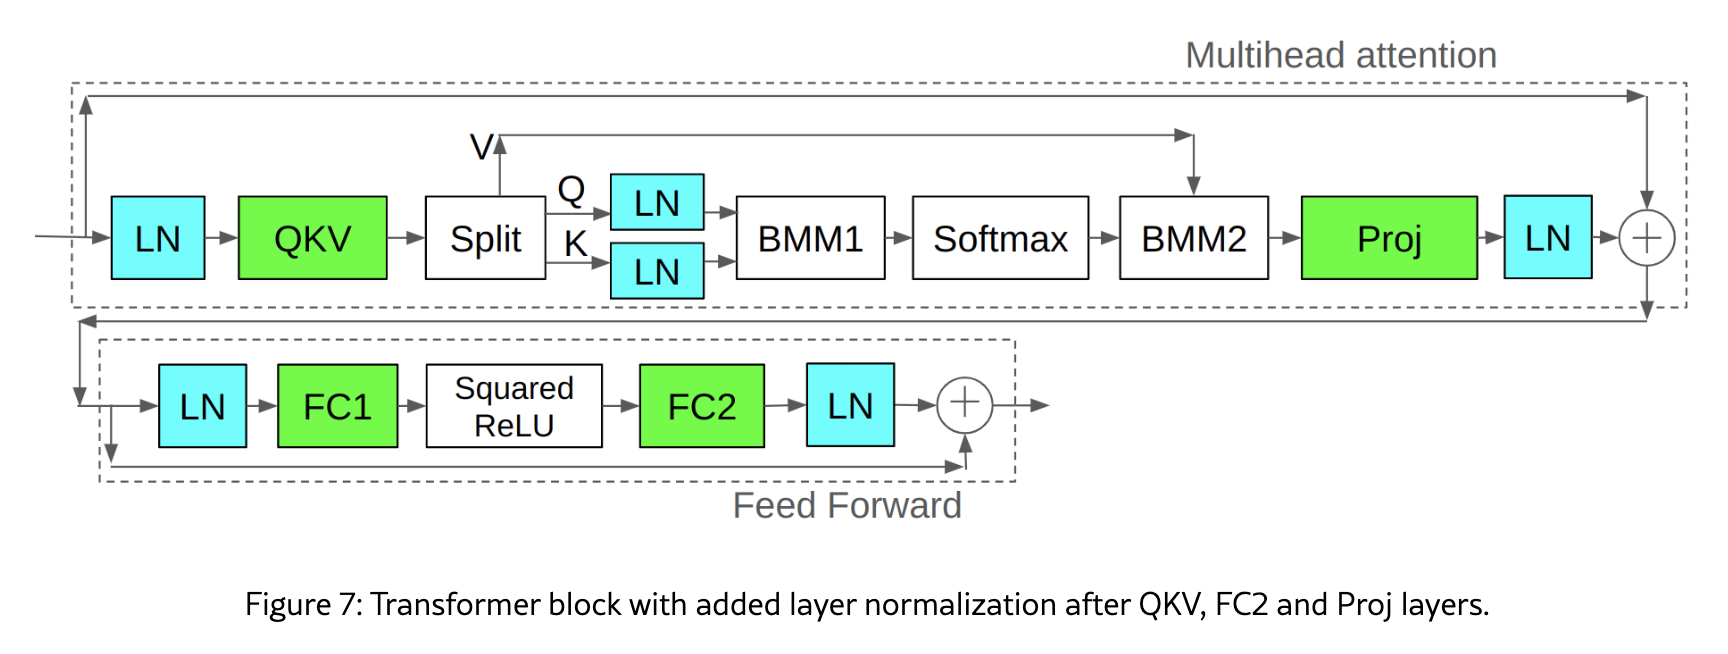 Multihead attention
V
Q
K
LN
QKV
Split
LN
LN
BMM1
Softmax
BMM2
Proj
LN
LN
FC1
Squared
ReLU
FC2
LN
Feed Forward
Figure 7: Transformer block with added layer normalization after QKV, FC2 and Proj layers.